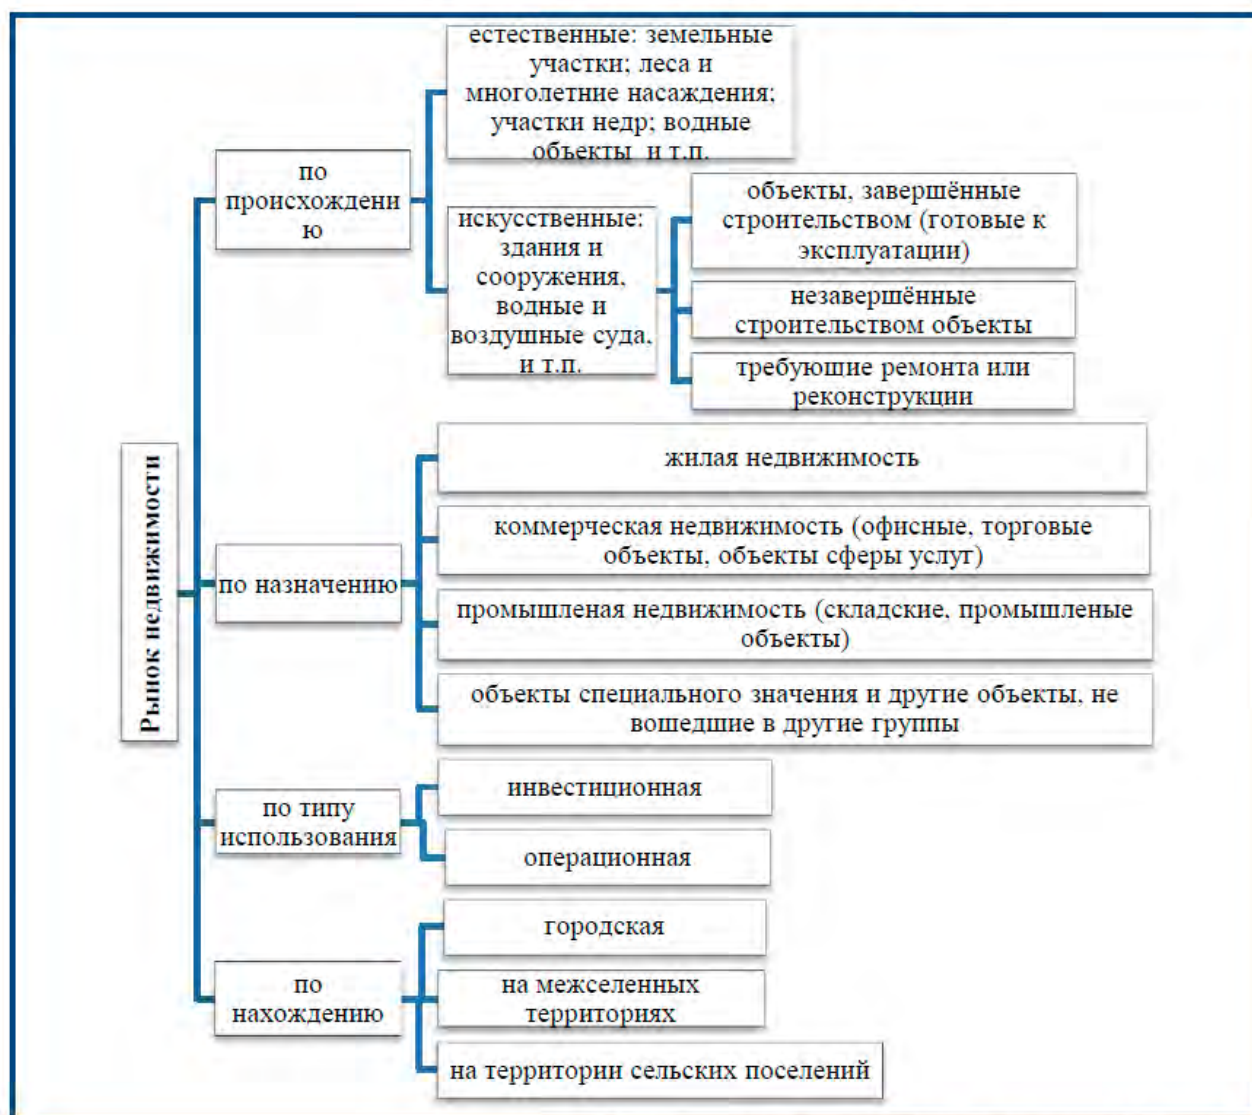 Рынок недвижимости
по
происхождени
ю
естественные: земельные
участки; леса и
многолетние насаждения;
участки недр; водные
объекты и т.п.
искусственные:
здания и
сооружения,
водные и
воздушные суда,
и т.п.
объекты, завершённые
строительством (готовые к
эксплуатации)
незавершённые
строительством объекты
требующие ремонта или
реконструкции
по назначению
жилая недвижимость
коммерческая недвижимость (офисные, торговые
объекты, объекты сферы услуг)
промышленая недвижимость (складские, промышленые
объекты)
объекты специального значения и другие объекты, не
вошедшие в другие группы
по типу
использования
инвестиционная
операционная
по
нахождению
городская
на межселенных
территориях
на территории сельских поселений